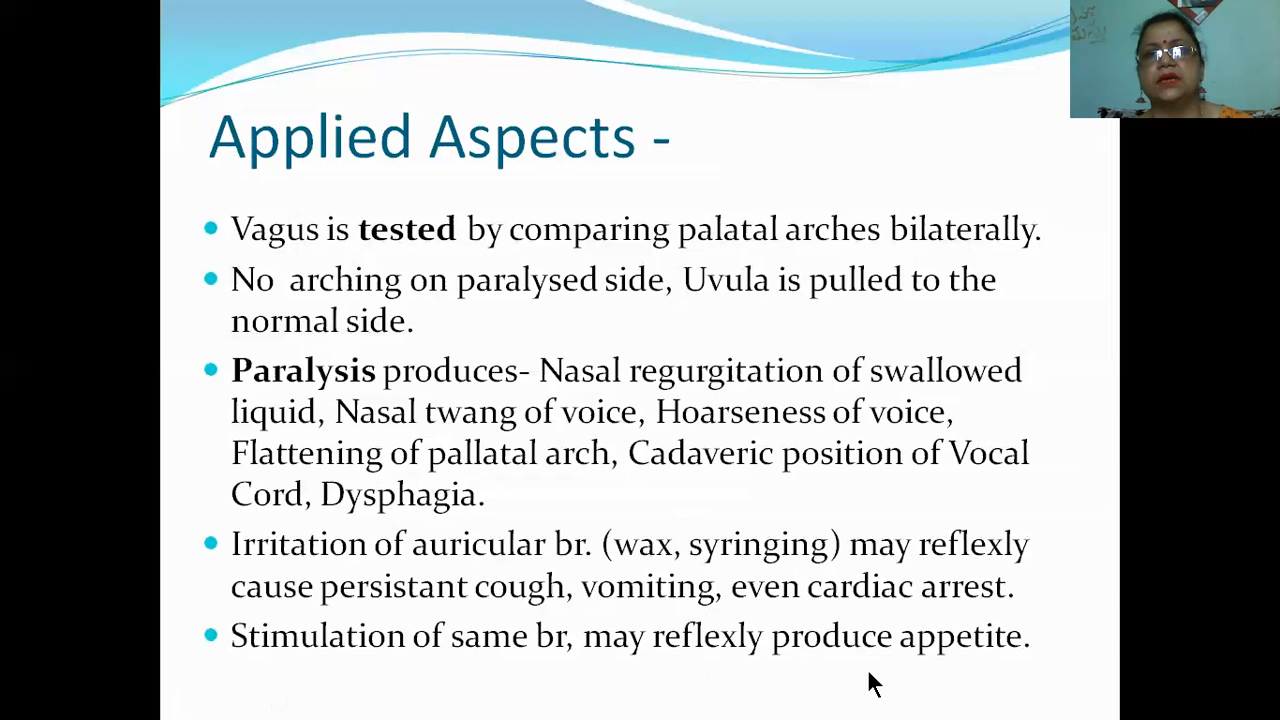 Applied Aspects -
• Vagus is tested by comparing palatal arches bilaterally.
• No arching on paralysed side, Uvula is pulled to the
normal side.
• Paralysis produces- Nasal regurgitation of swallowed
liquid, Nasal twang of voice, Hoarseness of voice,
Flattening of pallatal arch, Cadaveric position of Vocal
Cord, Dysphagia.
• Irritation of auricular br. (wax, syringing) may reflexly
cause persistant cough, vomiting, even cardiac arrest.
• Stimulation of same br, may reflexly produce appetite.